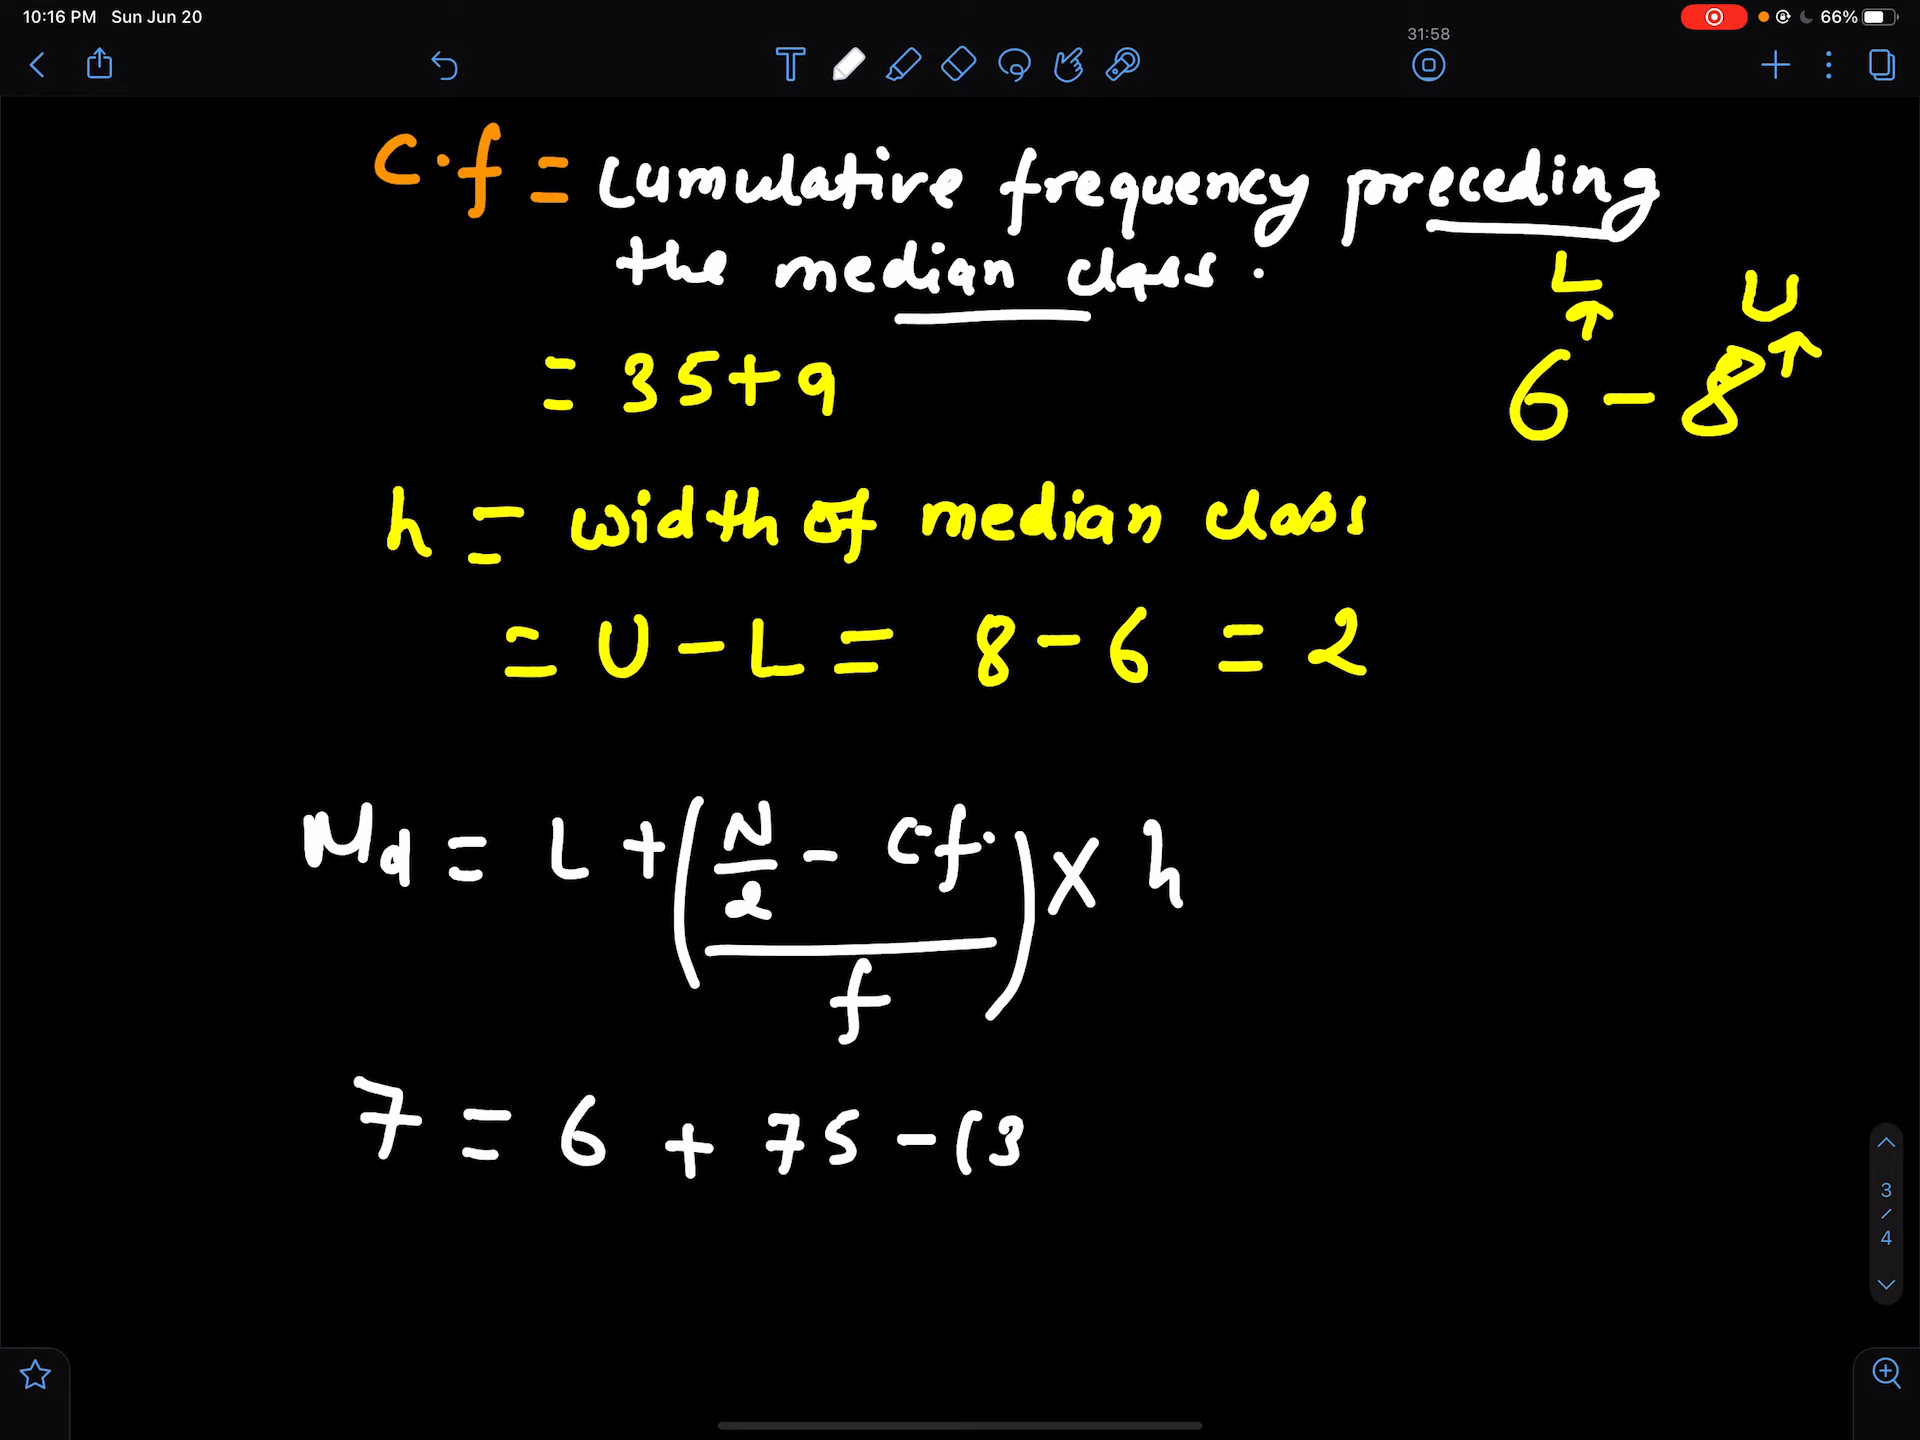 10:16 PM Sun Jun 20
66%
31:58
T
C.f = cumulative frequency preceding
the median class.
L U
6 - 8
= 35+9
h = width of median class
= U - L = 8 - 6 = 2
Md = L + (N/2 - Cf. / f) × h
7 = 6 + 75 - (3
3
/
4